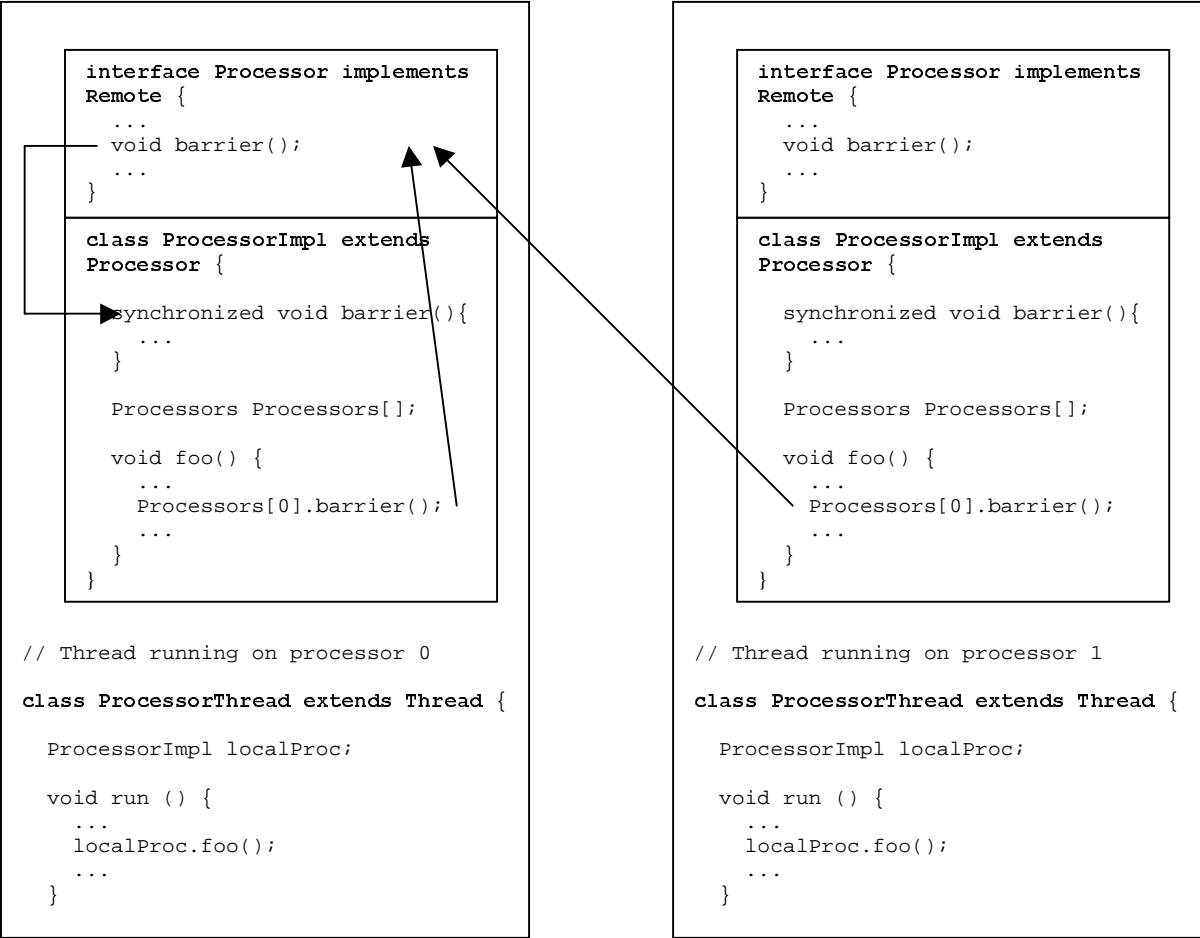 interface Processor implements
Remote {
...
void barrier();
...
}
class ProcessorImpl extends
Processor {
synchronized void barrier(){
...
}
Processors Processors[];
void foo() {
...
Processors[0].barrier();
...
}
}
// Thread running on processor 0
class ProcessorThread extends Thread {
ProcessorImpl localProc;
void run () {
...
localProc.foo();
...
}
interface Processor implements
Remote {
...
void barrier();
...
}
class ProcessorImpl extends
Processor {
synchronized void barrier(){
...
}
Processors Processors[];
void foo() {
...
Processors[0].barrier();
...
}
}
// Thread running on processor 1
class ProcessorThread extends Thread {
ProcessorImpl localProc;
void run () {
...
localProc.foo();
...
}